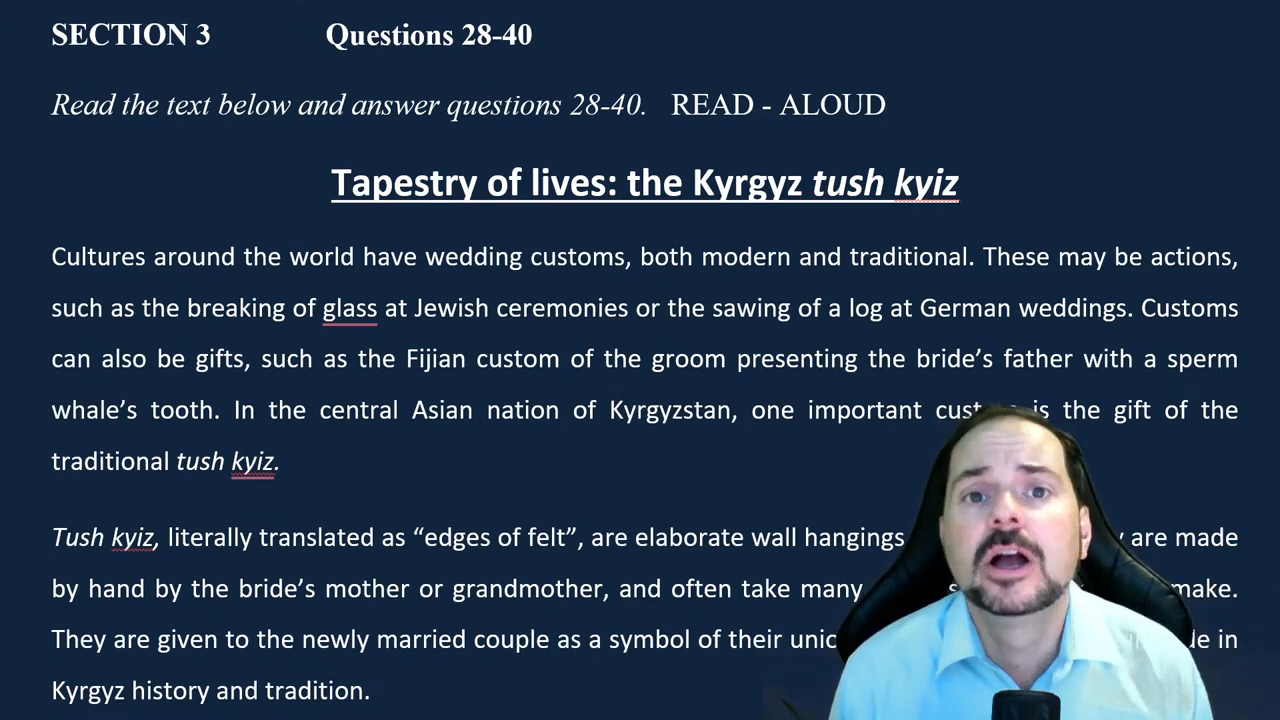 SECTION 3 Questions 28-40
Read the text below and answer questions 28-40. READ - ALOUD
Tapestry of lives: the Kyrgyz tush kyiz
Cultures around the world have wedding customs, both modern and traditional. These may be actions,
such as the breaking of glass at Jewish ceremonies or the sawing of a log at German weddings. Customs
can also be gifts, such as the Fijian custom of the groom presenting the bride’s father with a sperm
whale’s tooth. In the central Asian nation of Kyrgyzstan, one important is the gift of the
traditional tush kyiz.
Tush kyiz, literally translated as “edges of felt”, are elaborate wall hangings are made
by hand by the bride’s mother or grandmother, and often take many make.
They are given to the newly married couple as a symbol of their in
Kyrgyz history and tradition.